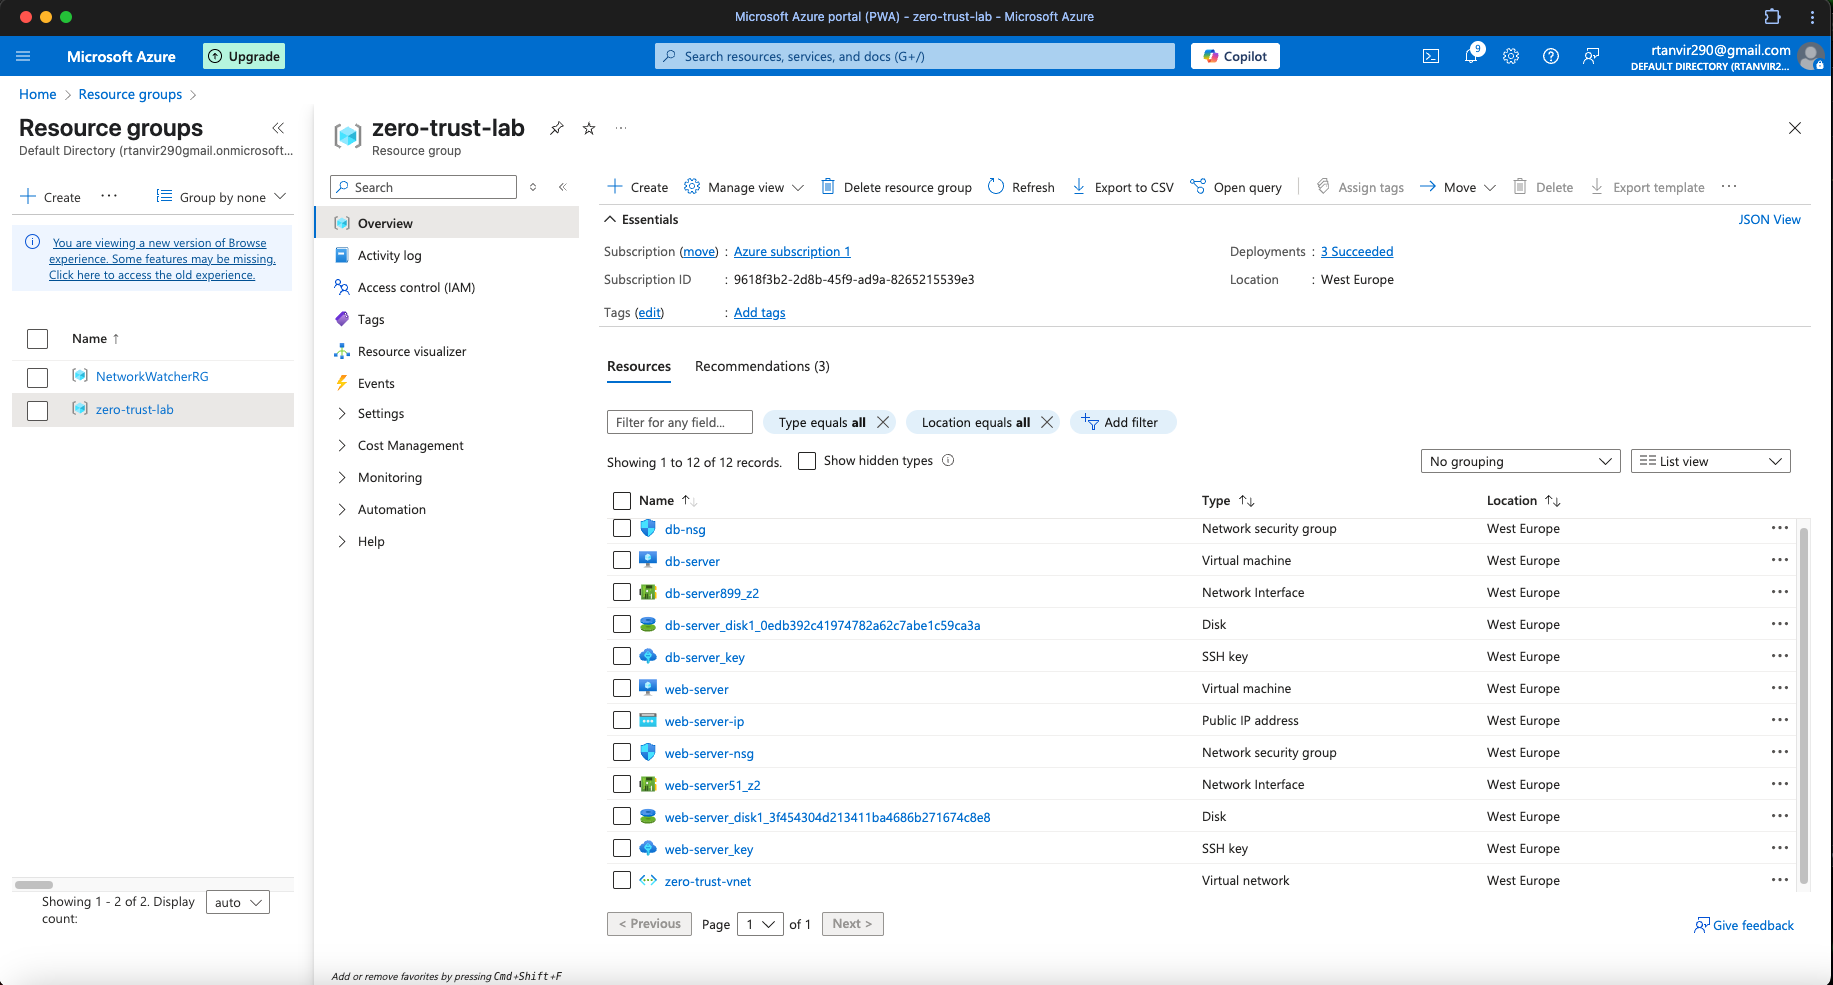 Microsoft Azure portal (PWA) - zero-trust-lab - Microsoft Azure
Microsoft Azure
Upgrade
Search resources, services, and docs (G+/)
Copilot
9
rtanvir290@gmail.com
DEFAULT DIRECTORY (RTANVIR2...
Home > Resource groups >
Resource groups
Default Directory (rtanvir290gmail.onmicrosoft...
Create
Group by none
You are viewing a new version of Browse
experience. Some features may be missing.
Click here to access the old experience.
Name ↑
NetworkWatcherRG
zero-trust-lab
Showing 1 - 2 of 2. Display
count:
auto
zero-trust-lab
Resource group
Search
Overview
Activity log
Access control (IAM)
Tags
Resource visualizer
Events
Settings
Cost Management
Monitoring
Automation
Help
Add or remove favorites by pressing Cmd+Shift+F
Create
Manage view
Delete resource group
Refresh
Export to CSV
Open query
Assign tags
Move
Delete
Export template
Essentials
JSON View
Subscription (move) : Azure subscription 1
Subscription ID : 9618f3b2-2d8b-45f9-ad9a-8265215539e3
Tags (edit) : Add tags
Deployments : 3 Succeeded
Location : West Europe
Resources
Recommendations (3)
Filter for any field...
Type equals all
Location equals all
Add filter
Showing 1 to 12 of 12 records.
Show hidden types
No grouping
List view
Name ↑↓ Type ↑↓ Location ↑↓
db-nsg Network security group West Europe
db-server Virtual machine West Europe
db-server899_z2 Network Interface West Europe
db-server_disk1_0edb392c41974782a62c7abe1c59ca3a Disk West Europe
db-server_key SSH key West Europe
web-server Virtual machine West Europe
web-server-ip Public IP address West Europe
web-server-nsg Network security group West Europe
web-server51_z2 Network Interface West Europe
web-server_disk1_3f454304d213411ba4686b271674c8e8 Disk West Europe
web-server_key SSH key West Europe
zero-trust-vnet Virtual network West Europe
< Previous
Page 1 of 1
Next >
Give feedback